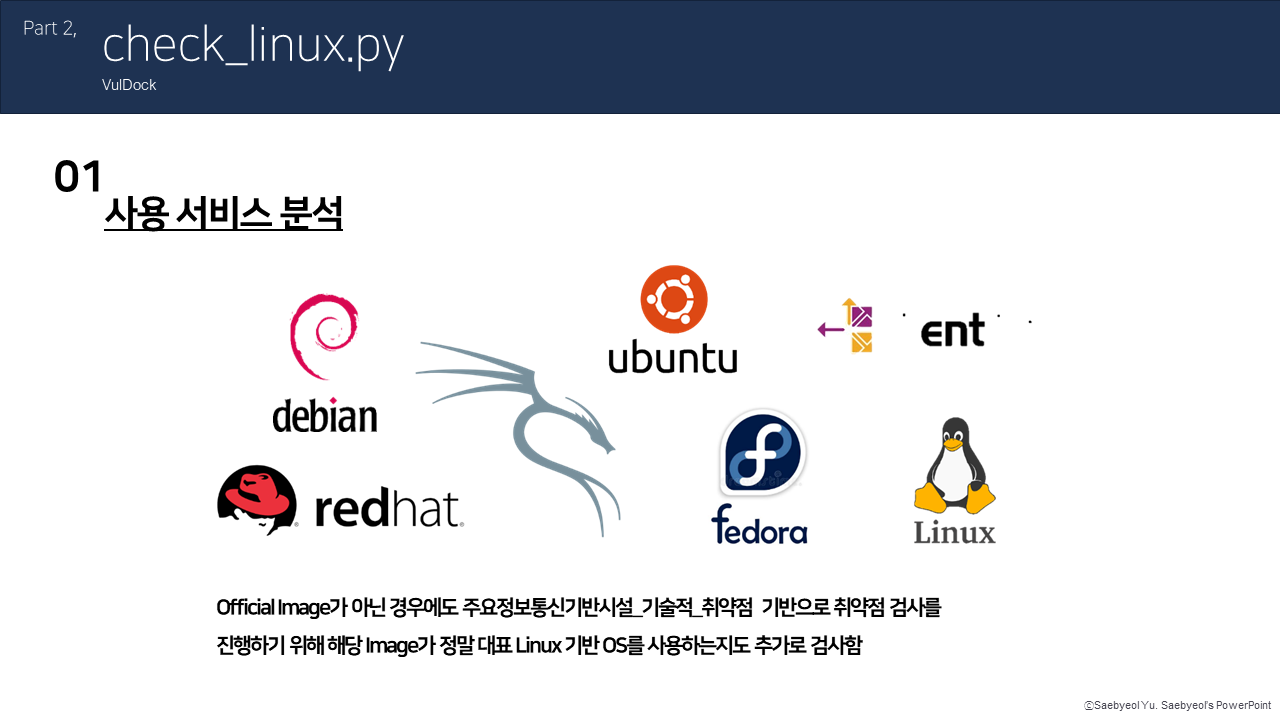 Part 2,
check_linux.py
VulDock
01
사용 서비스 분석
debian
ubuntu
ent
redhat
fedora
Linux
Official Image가 아닌 경우에도 주요정보통신기반시설_기술적_취약점 기반으로 취약점 검사를
진행하기 위해 해당 Image가 정말 대표 Linux 기반 OS를 사용하는지도 추가로 검사함
ⓒSaebyeol Yu. Saebyeol's PowerPoint